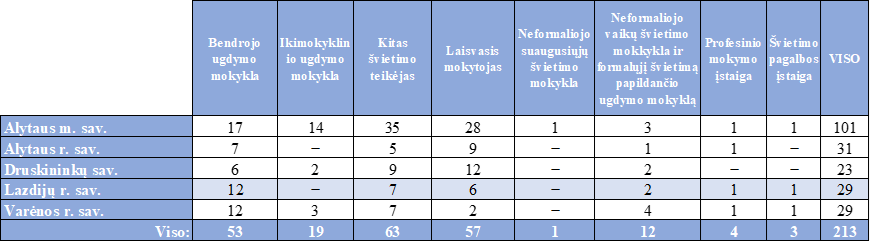 Bendrojo ugdymo mokykla | Ikimokyklinio ugdymo mokykla | Kitas švietimo teikėjas | Laisvasis mokytojas | Neformaliojo suaugusiųjų švietimo mokykla | Neformaliojo vaikų švietimo mokkykla ir formalųjį švietimą papildančio ugdymo mokyklą | Profesinio mokymo įstaiga | Švietimo pagalbos įstaiga | VISO
Alytaus m. sav. 17 14 35 28 1 3 1 1 101
Alytaus r. sav. 7 – 5 9 – 1 1 – 31
Druskininkų sav. 6 2 9 12 – 2 – – 23
Lazdijų r. sav. 12 – 7 6 – 2 1 1 29
Varėnos r. sav. 12 3 7 2 – 4 1 1 29
Viso: 53 19 63 57 1 12 4 3 213